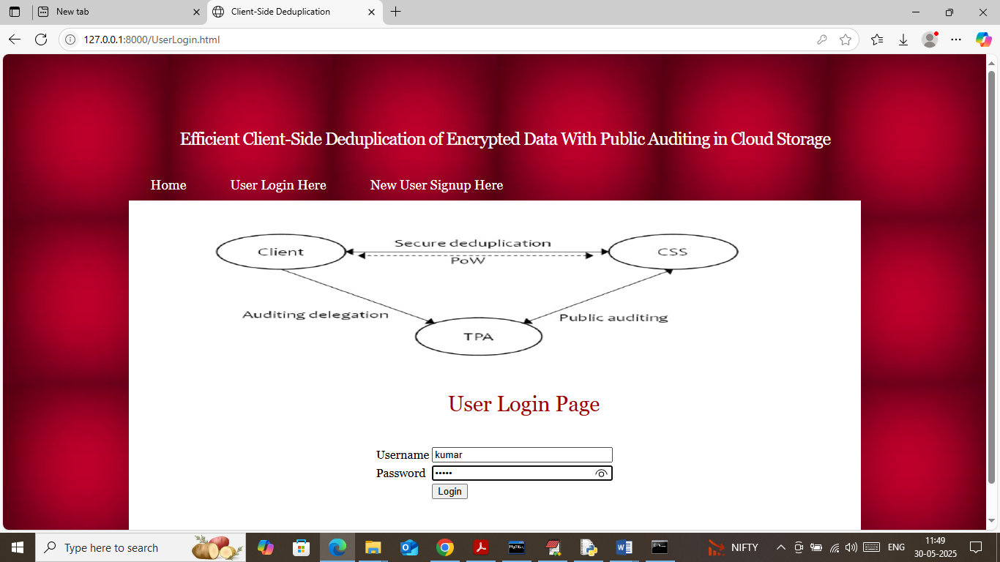 New tab
Client-Side Deduplication
127.0.0.1:8000/UserLogin.html
Efficient Client-Side Deduplication of Encrypted Data With Public Auditing in Cloud Storage
Home User Login Here New User Signup Here
Secure deduplication
Client CSS
PoW
Auditing delegation Public auditing
TPA
User Login Page
Username kumar
Password •••••
Login
Type here to search NIFTY ENG 11:49
30-05-2025